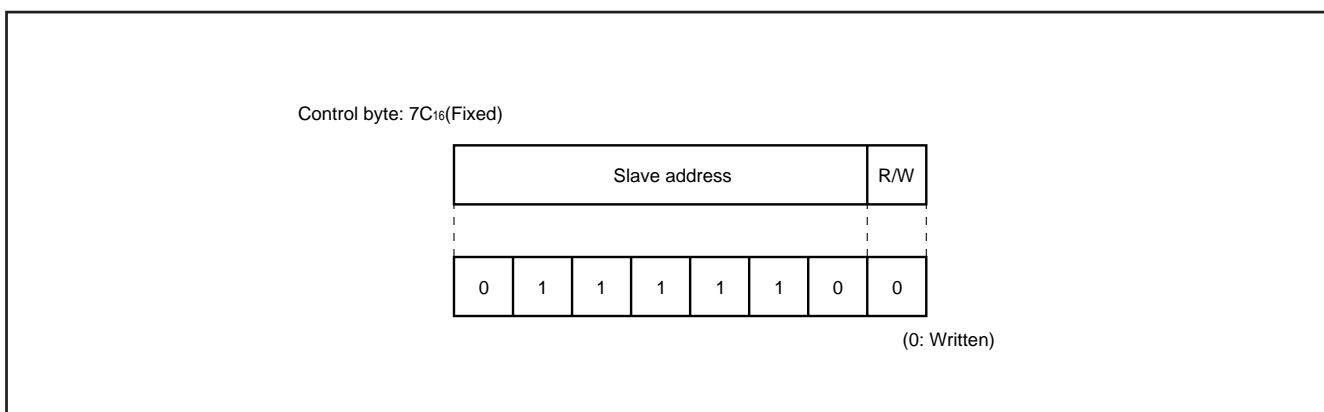 Control byte: 7C16(Fixed)
Slave address R/W
0 1 1 1 1 1 0 0
(0: Written)